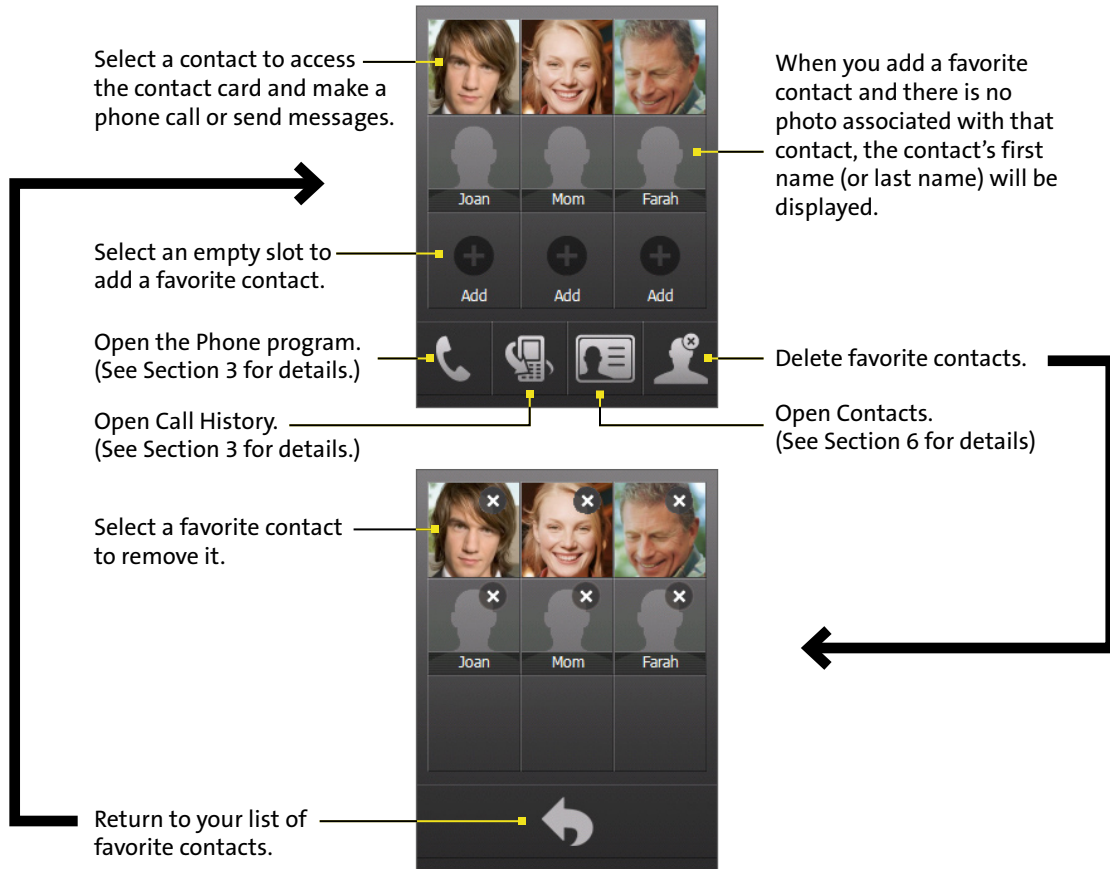 Select a contact to access
the contact card and make a
phone call or send messages.
When you add a favorite
contact and there is no
photo associated with that
contact, the contact’s first
name (or last name) will be
displayed.
Joan
Mom
Farah
Select an empty slot to
add a favorite contact.
Add
Add
Add
Open the Phone program.
(See Section 3 for details.)
Delete favorite contacts.
Open Call History.
(See Section 3 for details.)
Open Contacts.
(See Section 6 for details)
Select a favorite contact
to remove it.
Joan
Mom
Farah
Return to your list of
favorite contacts.